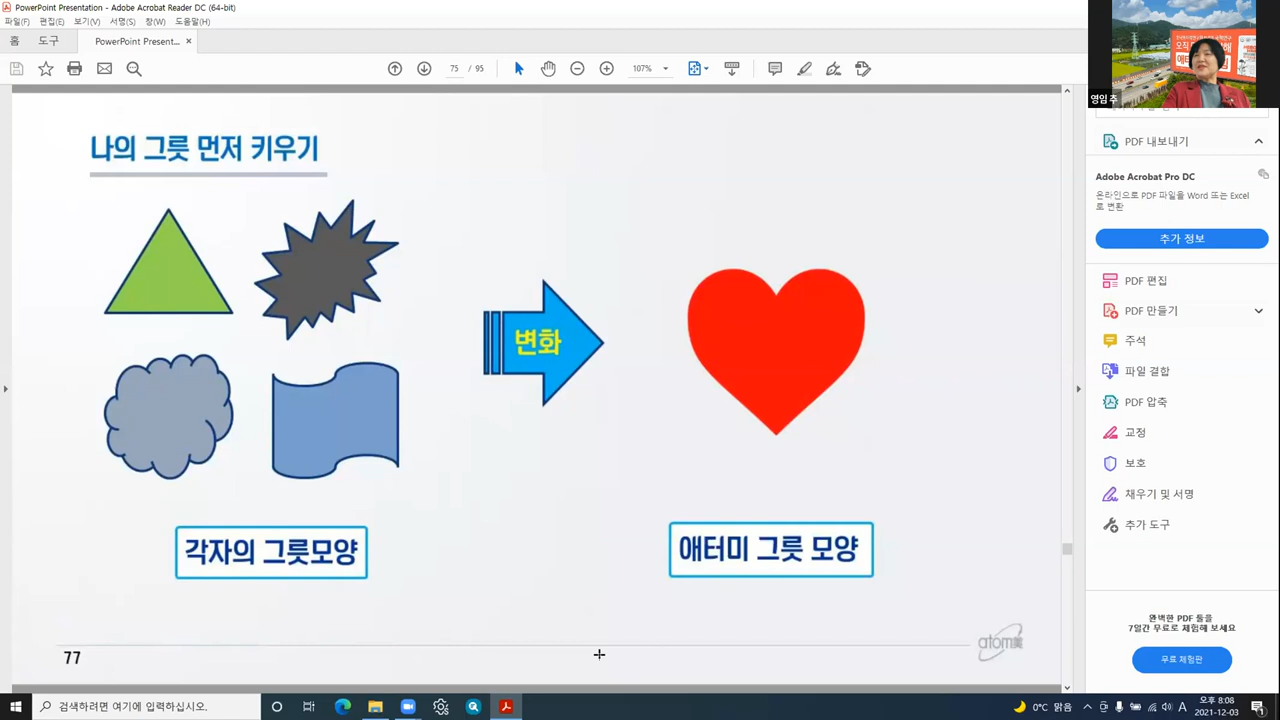 PowerPoint Presentation - Adobe Acrobat Reader DC (64-bit)
파일(F) 편집(E) 보기(V) 서명(S) 창(W) 도움말(H)
홈 도구 PowerPoint Present... ×
75 / 107%
나의 그릇 먼저 키우기
변화
각자의 그릇모양
애터미 그릇 모양
77
atom美
영임 추
PDF 내보내기
Adobe Acrobat Pro DC
온라인으로 PDF 파일을 Word 또는 Excel
로 변환
추가 정보
PDF 편집
PDF 만들기
주석
파일 결합
PDF 압축
교정
보호
채우기 및 서명
추가 도구
완벽한 PDF 툴을
7일간 무료로 체험해 보세요
무료 체험판
검색하려면 여기에 입력하십시오.
0°C 맑음
A
오후 8:08
2021-12-03